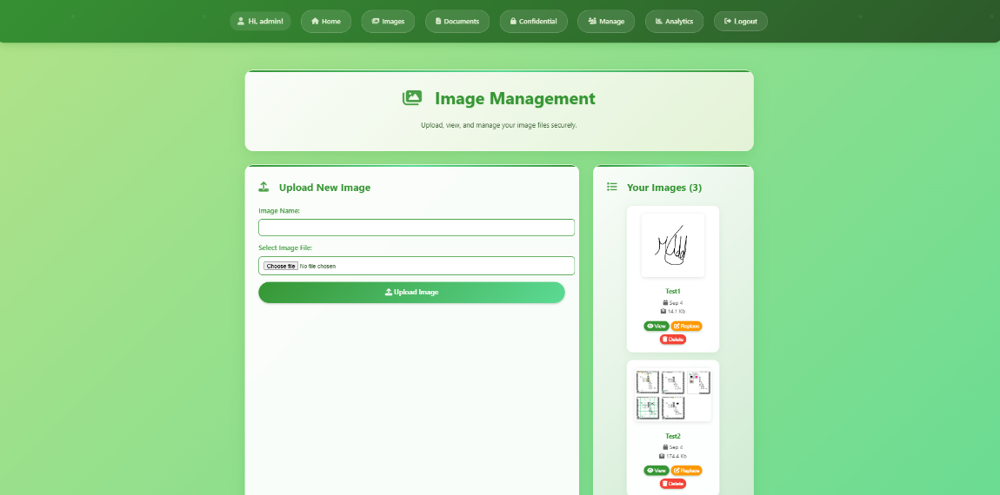 Hi, admin!
Home
Images
Documents
Confidential
Manage
Analytics
Logout
Image Management
Upload, view, and manage your image files securely.
Upload New Image
Image Name:
Select Image File:
Choose file No file chosen
Upload Image
Your Images (3)
Test1
Sep 4
14.1 Kb
View
Replace
Delete
Test2
Sep 4
174.4 Kb
View
Replace
Delete